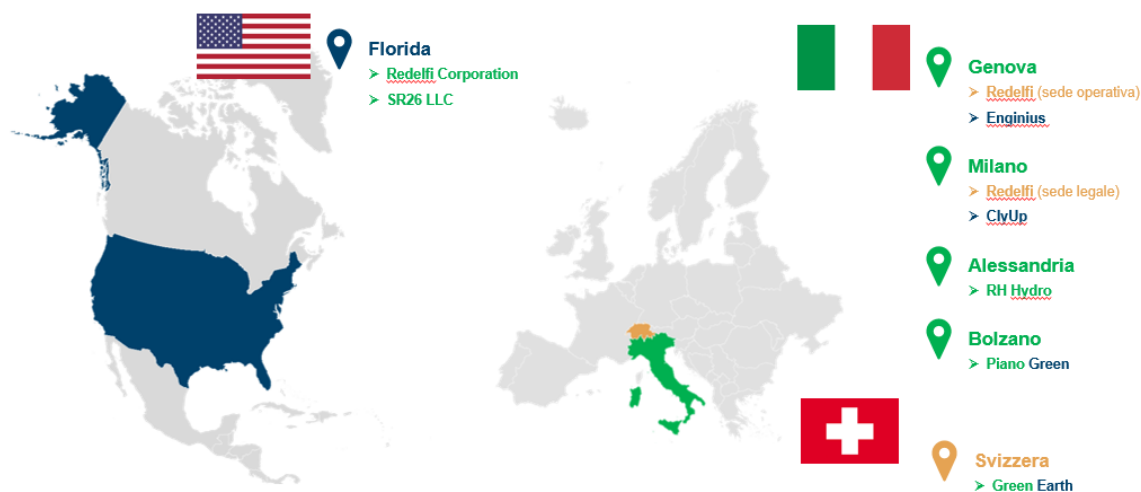 Florida
➢ Redelfi Corporation
➢ SR26 LLC
Genova
➢ Redelfi (sede operativa)
➢ Enginius
Milano
➢ Redelfi (sede legale)
➢ ClyUp
Alessandria
➢ RH Hydro
Bolzano
➢ Piano Green
Svizzera
➢ Green Earth